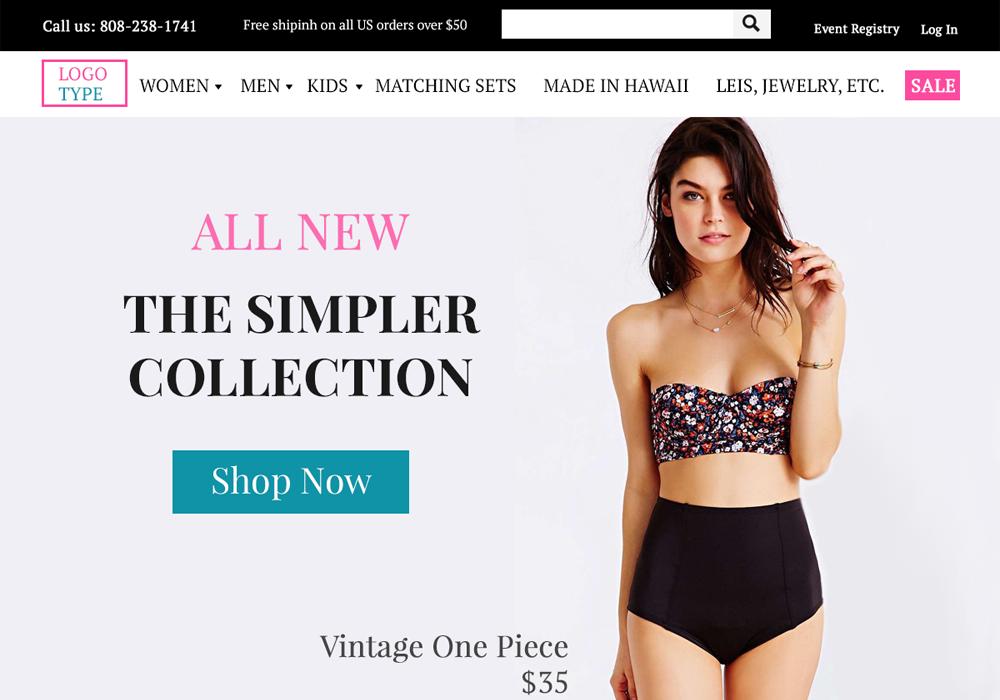 Call us: 808-238-1741
Free shipinh on all US orders over $50
Event Registry
Log In
LOGO
TYPE
WOMEN
MEN
KIDS
MATCHING SETS
MADE IN HAWAII
LEIS, JEWELRY, ETC.
SALE
ALL NEW
THE SIMPLER
COLLECTION
Shop Now
Vintage One Piece
$35